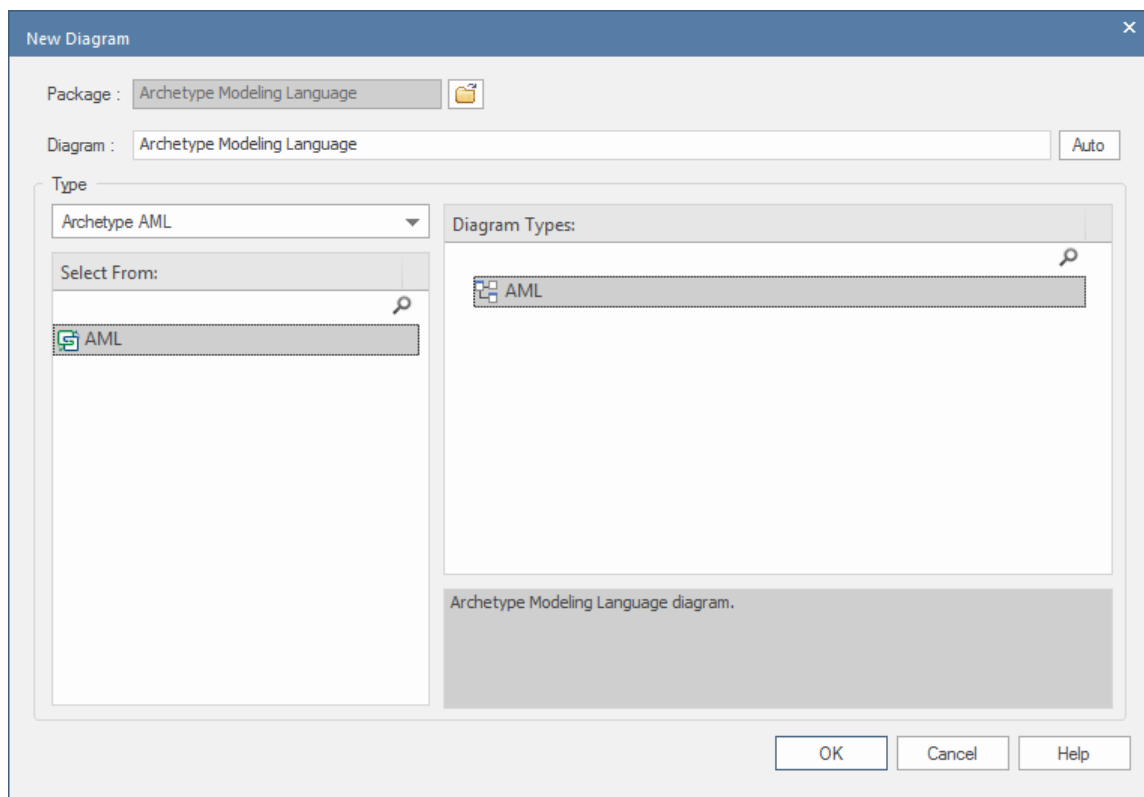 New Diagram
Package : Archetype Modeling Language
Diagram : Archetype Modeling Language Auto
Type
Archetype AML
Select From:
AML
Diagram Types:
AML
Archetype Modeling Language diagram.
OK Cancel Help